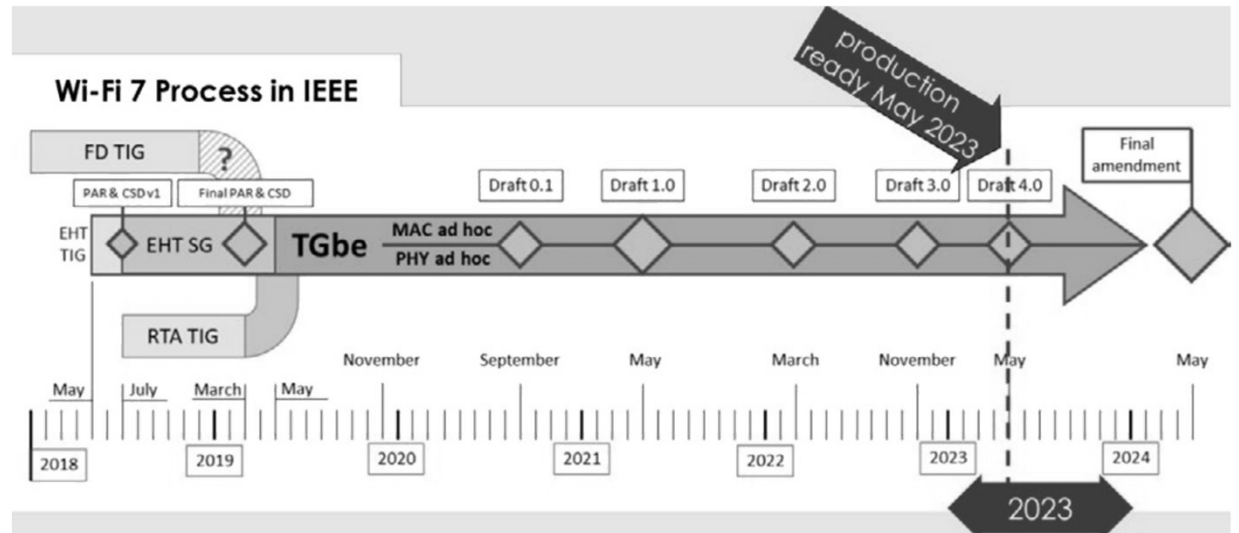 production
ready May 2023
Wi-Fi 7 Process in IEEE
FD TIG
?
Final
amendment
PAR & CSD v1
Final PAR & CSD
Draft 0.1
Draft 1.0
Draft 2.0
Draft 3.0
Draft 4.0
EHT
TIG
EHT SG
TGbe
MAC ad hoc
PHY ad hoc
RTA TIG
November
September
May
March
November
May
May
May
July
March
May
2018
2019
2020
2021
2022
2023
2024
2023